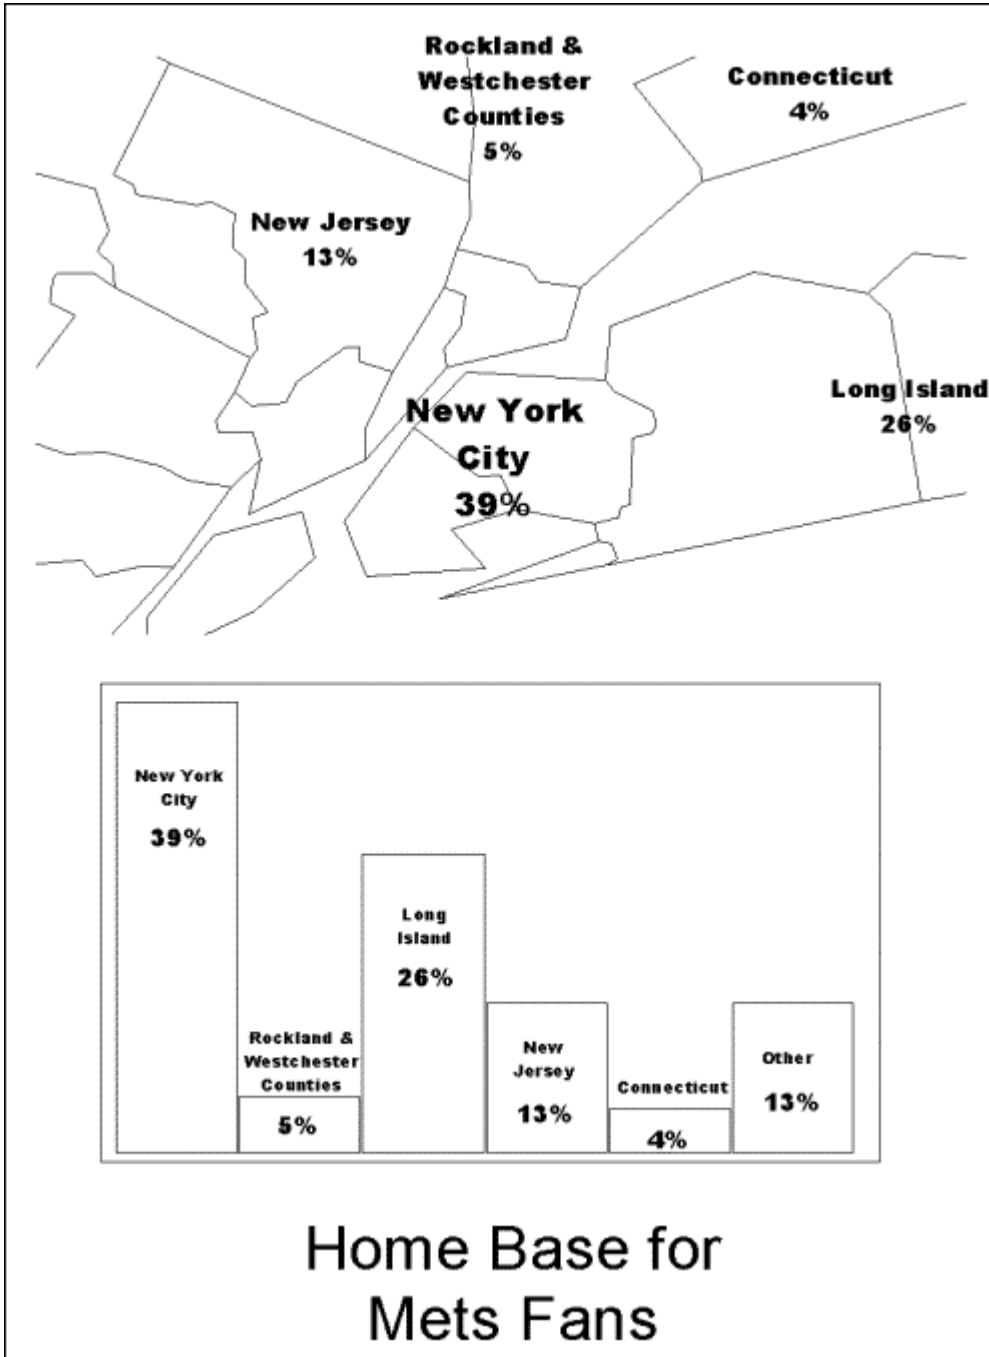 Rockland &
Westchester
Counties
5%
Connecticut
4%
New Jersey
13%
Long Island
26%
New York
City
39%
New York
City
39%
Rockland &
Westchester
Counties
5%
Long
Island
26%
New
Jersey
13%
Connecticut
4%
Other
13%
Home Base for
Mets Fans